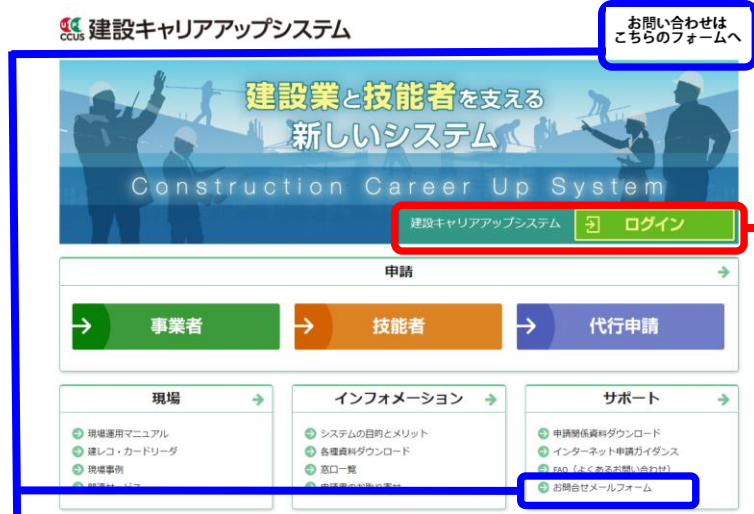 CCUS 建設キャリアアップシステム
お問い合わせは
こちらのフォームへ
建設業と技能者を支える
新しいシステム
Construction Career Up System
建設キャリアアップシステム ログイン
申請
事業者 技能者 代行申請
現場
現場運用マニュアル
建レコ・カードリーダ
現場事例
インフォメーション
システムの目的とメリット
各種資料ダウンロード
窓口一覧
サポート
申請関係資料ダウンロード
インターネット申請ガイダンス
FAQ（よくあるお問い合わせ）
お問合せメールフォーム